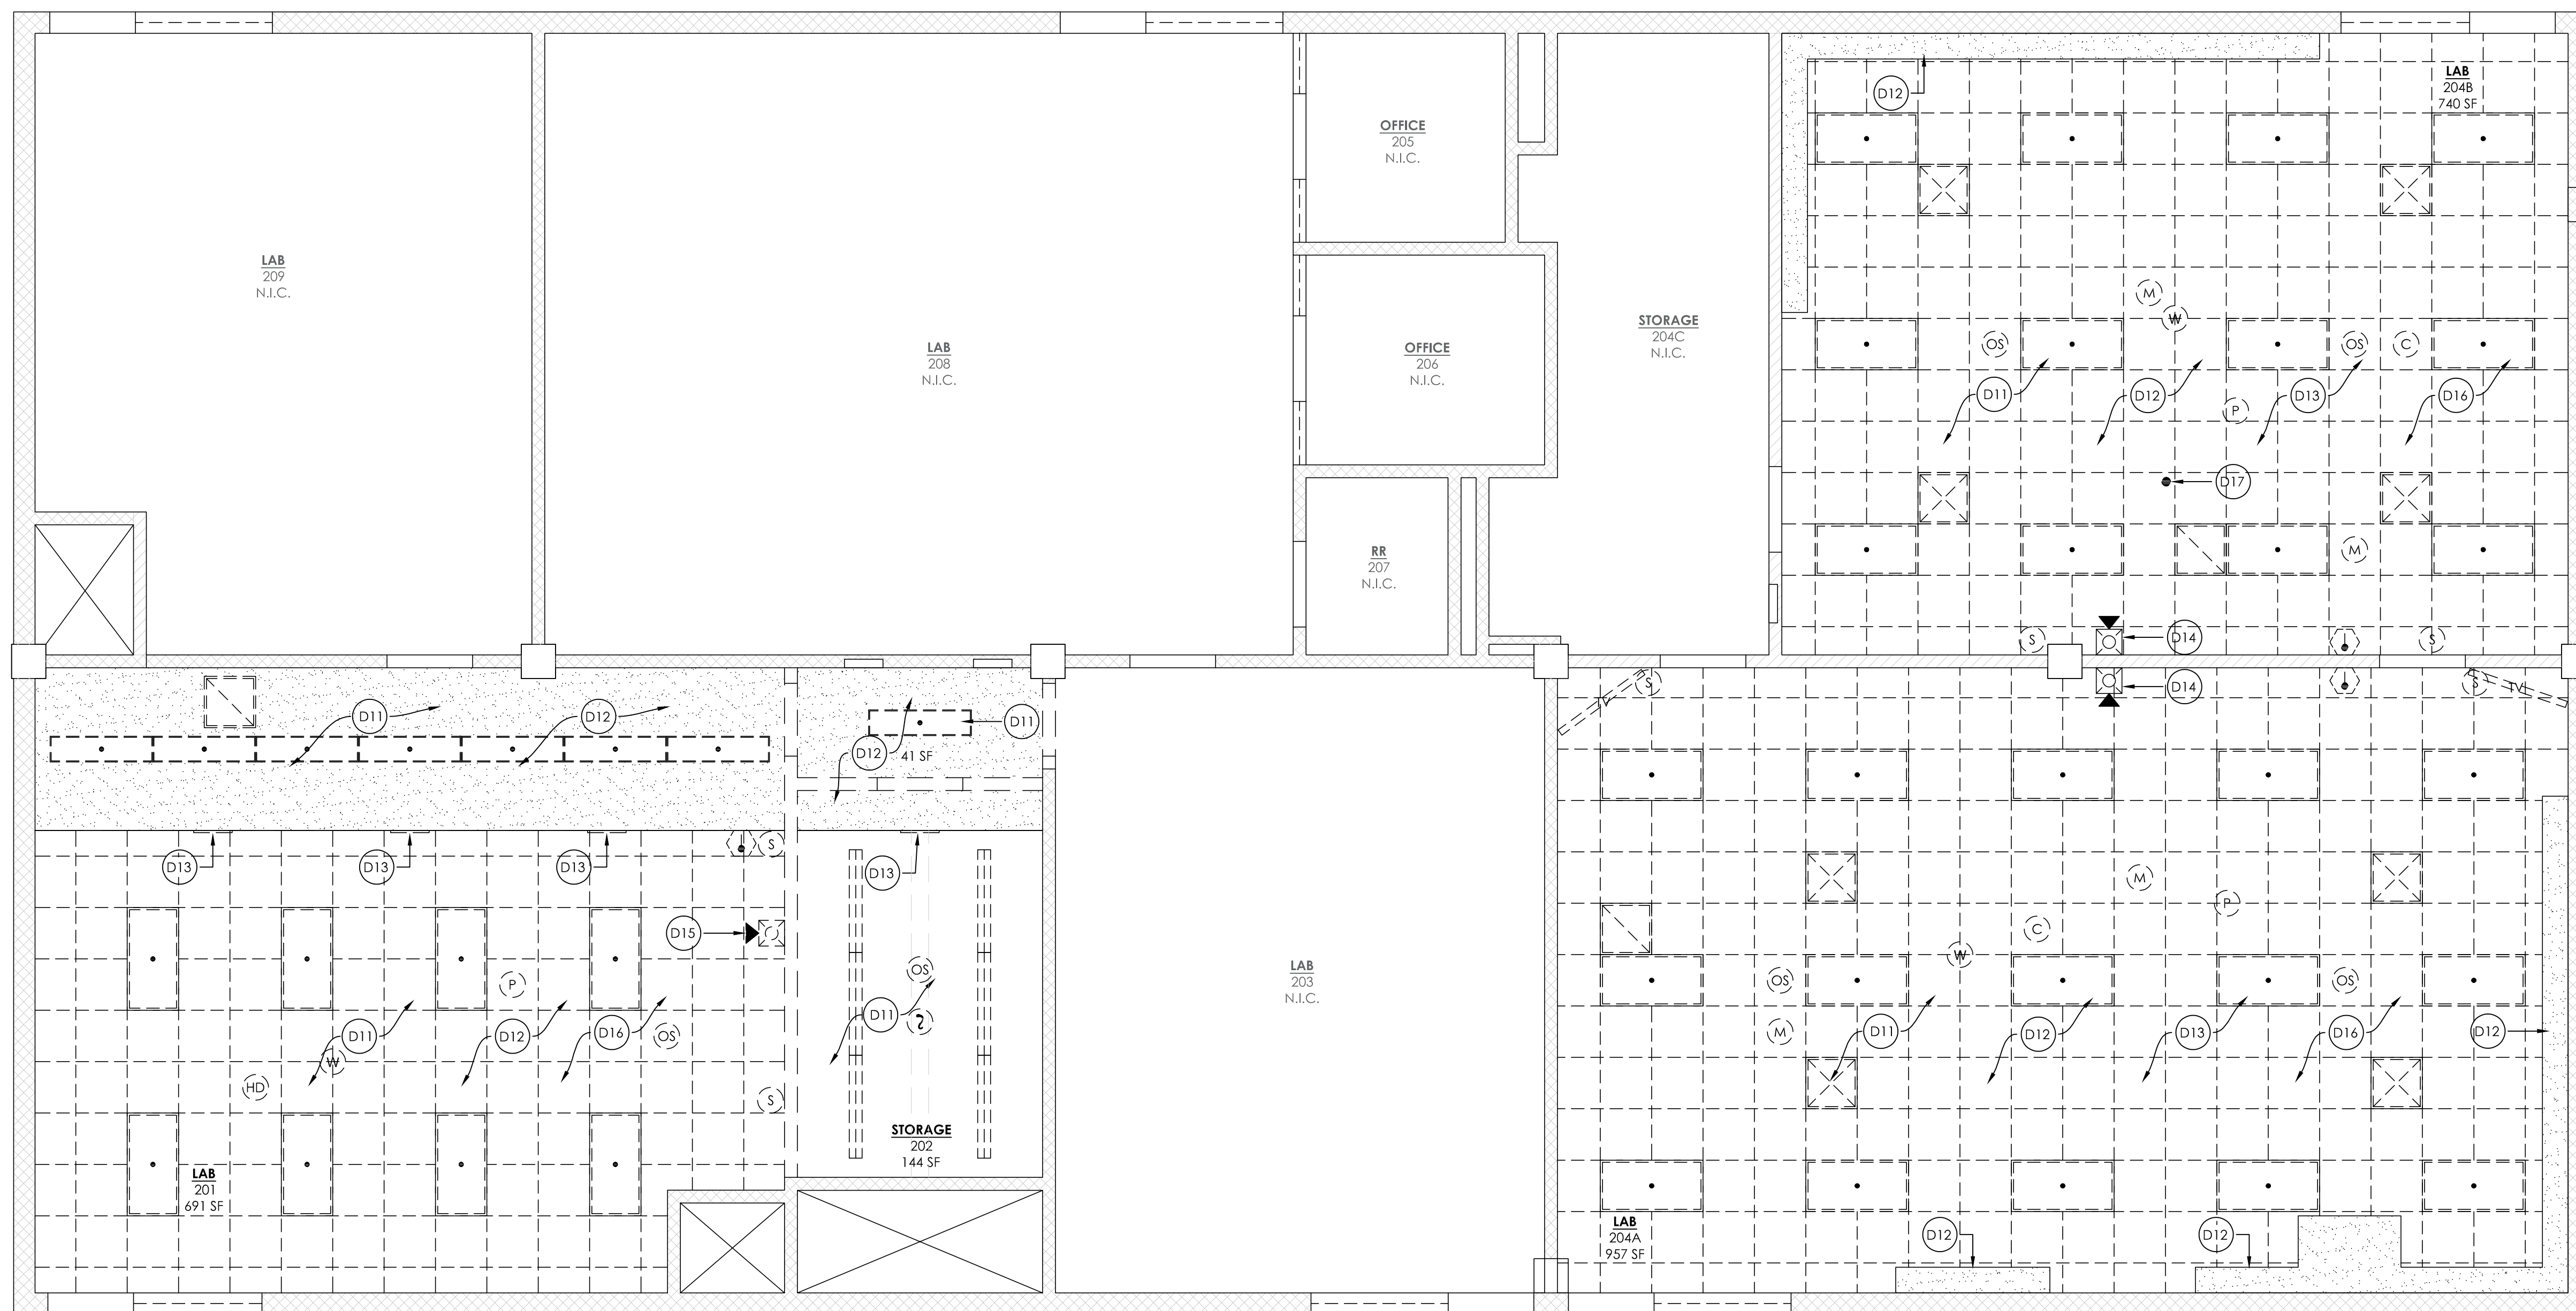 LAB
209
N.I.C.
LAB
208
N.I.C.
OFFICE
205
N.I.C.
OFFICE
206
N.I.C.
RR
207
N.I.C.
STORAGE
204C
N.I.C.
D12
LAB
204B
740 SF
M
W
OS
OS
C
D11
D12
D13
D16
P
D17
M
S
D14
S
D11
D12
D11
D12
41 SF
D13
D13
D13
S
D15
P
D11
D12
D16
OS
W
HD
S
LAB
201
691 SF
D13
OS
D11
STORAGE
202
144 SF
LAB
203
N.I.C.
S
D14
S
TV
M
P
C
W
OS
OS
M
D11
D12
D13
D16
D12
LAB
204A
957 SF
D12
D12